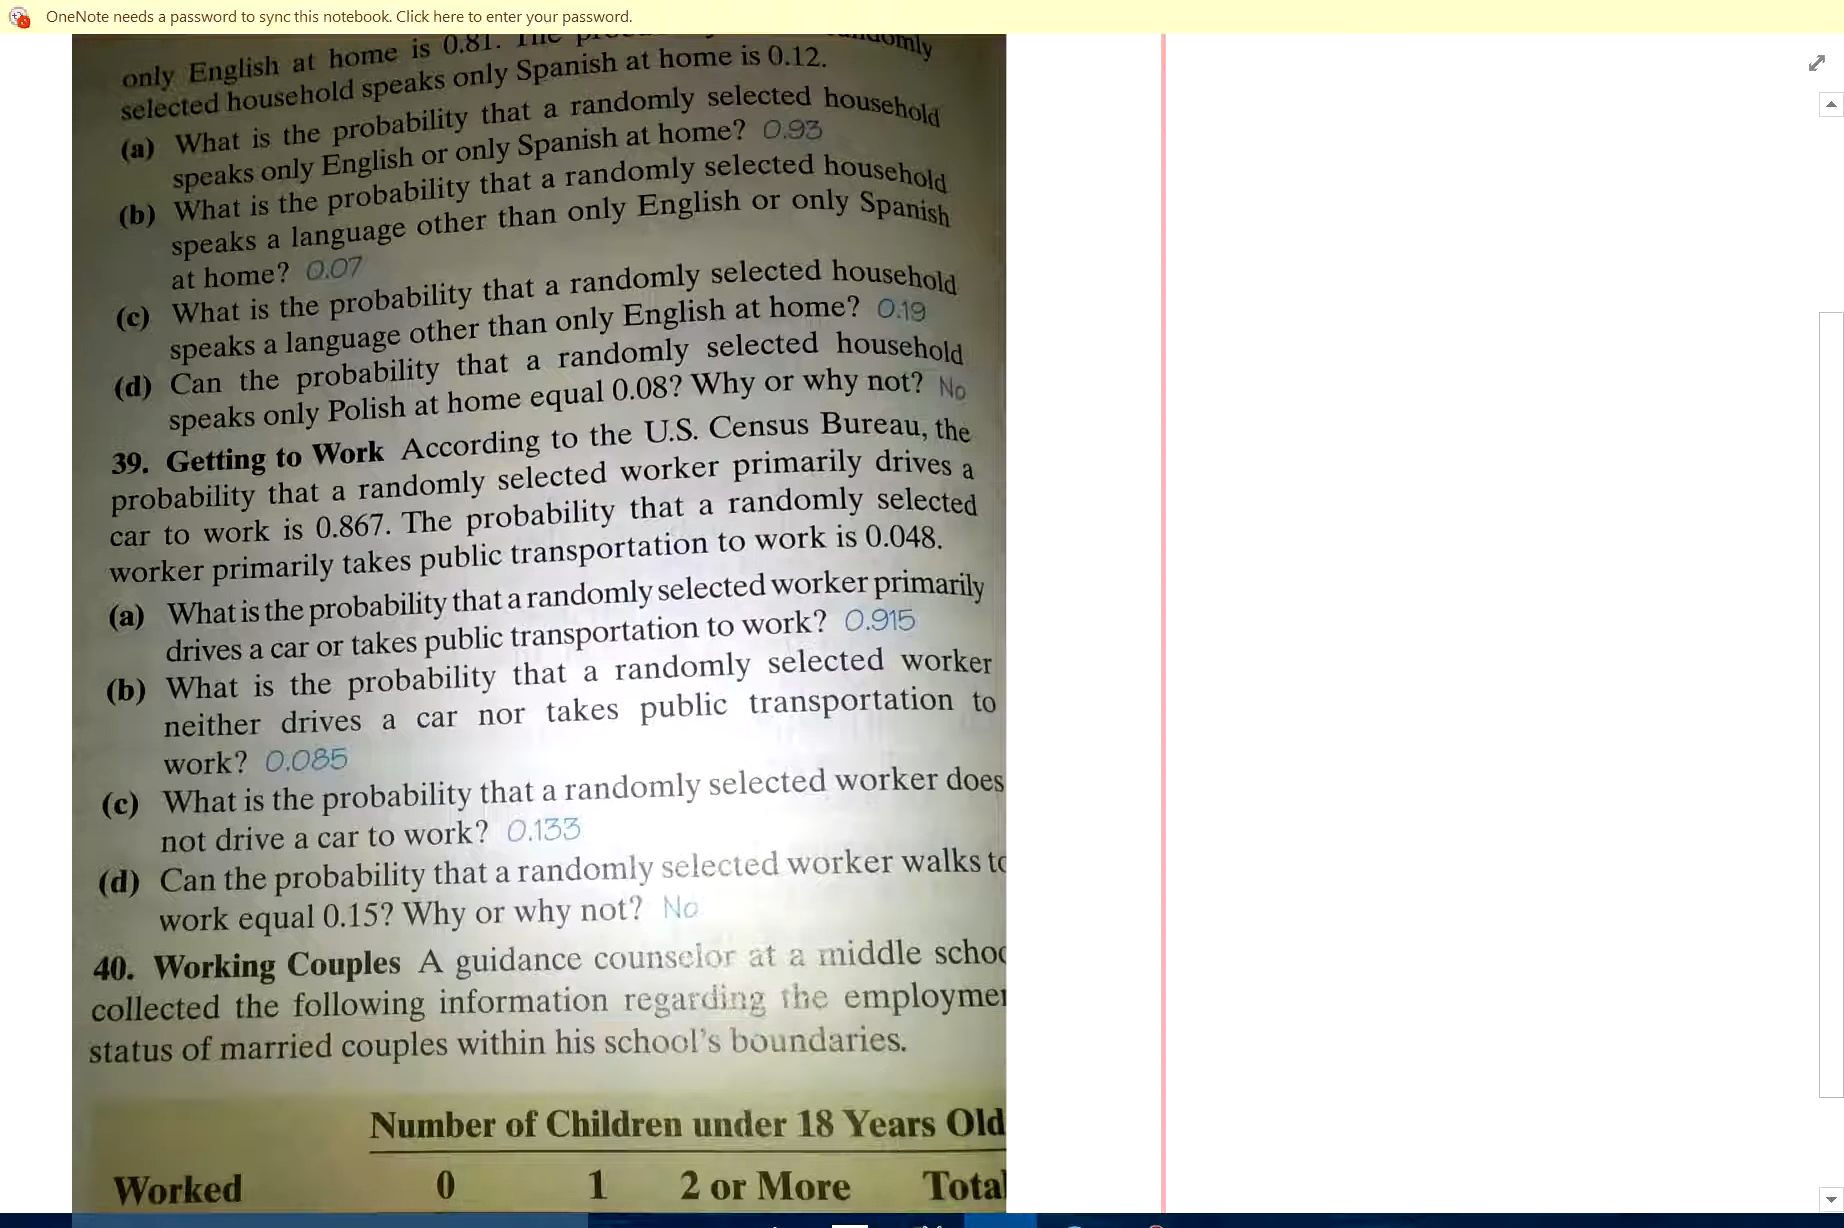 OneNote needs a password to sync this notebook. Click here to enter your password.
only English at home is 0.81. The
selected household speaks only Spanish at home is 0.12.
(a) What is the probability that a randomly selected household
speaks only English or only Spanish at home? 0.93
(b) What is the probability that a randomly selected household
speaks a language other than only English or only Spanish
at home? 0.07
(c) What is the probability that a randomly selected household
speaks a language other than only English at home? 0.19
(d) Can the probability that a randomly selected household
speaks only Polish at home equal 0.08? Why or why not? No
39. Getting to Work According to the U.S. Census Bureau, the
probability that a randomly selected worker primarily drives a
car to work is 0.867. The probability that a randomly selected
worker primarily takes public transportation to work is 0.048.
(a) What is the probability that a randomly selected worker primarily
drives a car or takes public transportation to work? 0.915
(b) What is the probability that a randomly selected worker
neither drives a car nor takes public transportation to
work? 0.085
(c) What is the probability that a randomly selected worker does
not drive a car to work? 0.133
(d) Can the probability that a randomly selected worker walks to
work equal 0.15? Why or why not? No
40. Working Couples A guidance counselor at a middle schoo
collected the following information regarding the employmen
status of married couples within his school's boundaries.
Number of Children under 18 Years Old
Worked 0 1 2 or More Total